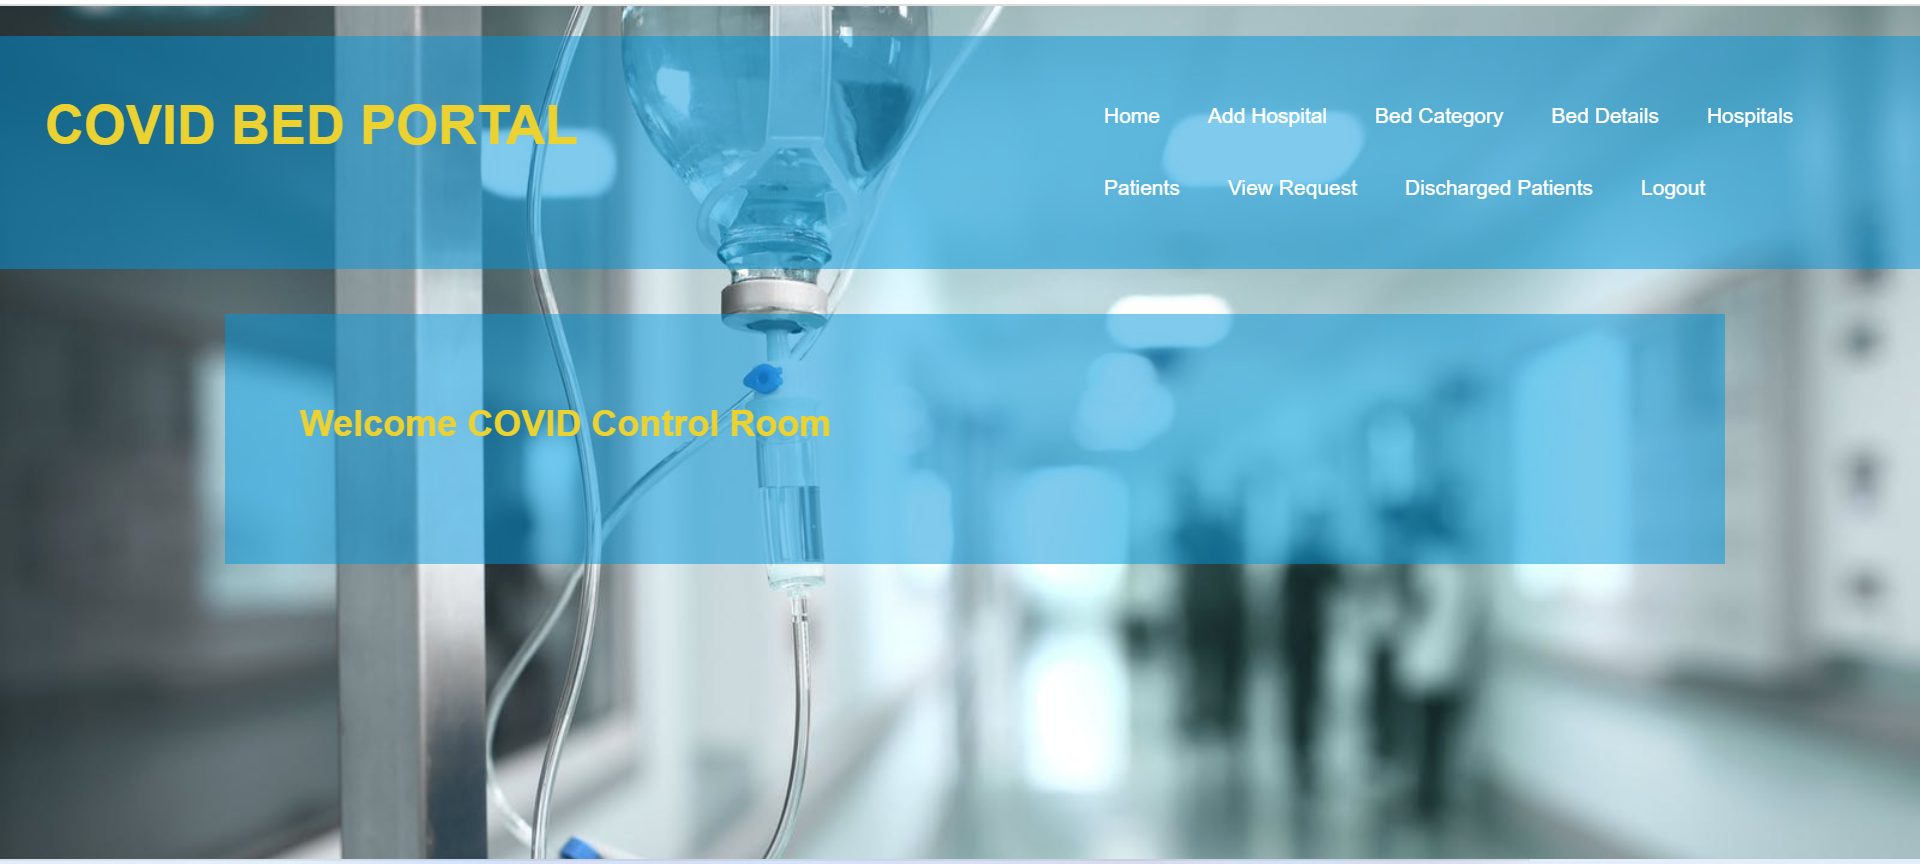 COVID BED PORTAL
Home Add Hospital Bed Category Bed Details Hospitals
Patients View Request Discharged Patients Logout
Welcome COVID Control Room